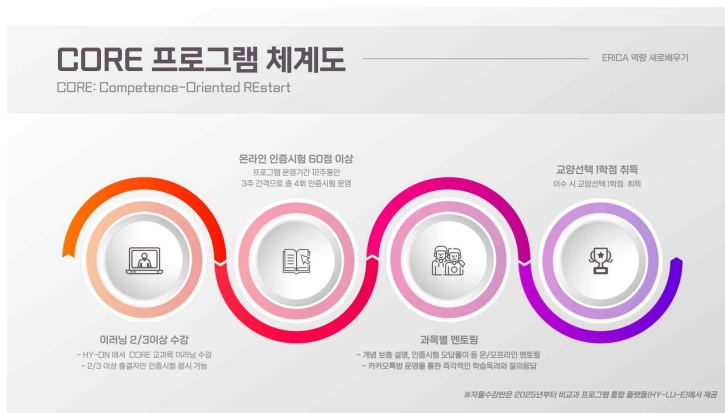 CORE 프로그램 체계도
ERICA 역량 새로배우기
CORE: Competence-Oriented REstart
온라인 인증시험 60점 이상
프로그램 운영기간 12주동안
3주 간격으로 총 4회 인증시험 운영
교양선택 1학점 취득
이수 시 교양선택 1학점 취득
이러닝 2/3이상 수강
- HY-ON 에서 CORE 교과목 이러닝 수강
- 2/3 이상 출결자만 인증시험 응시 가능
과목별 멘토링
- 개념 보충 설명, 인증시험 오답풀이 등 온/오프라인 멘토링
- 카카오톡방 운영를 통한 즉각적인 학습독려와 질의응답
※자율수강반은 2025년부터 비교과 프로그램 통합 플랫폼(HY-LU-E)에서 제공